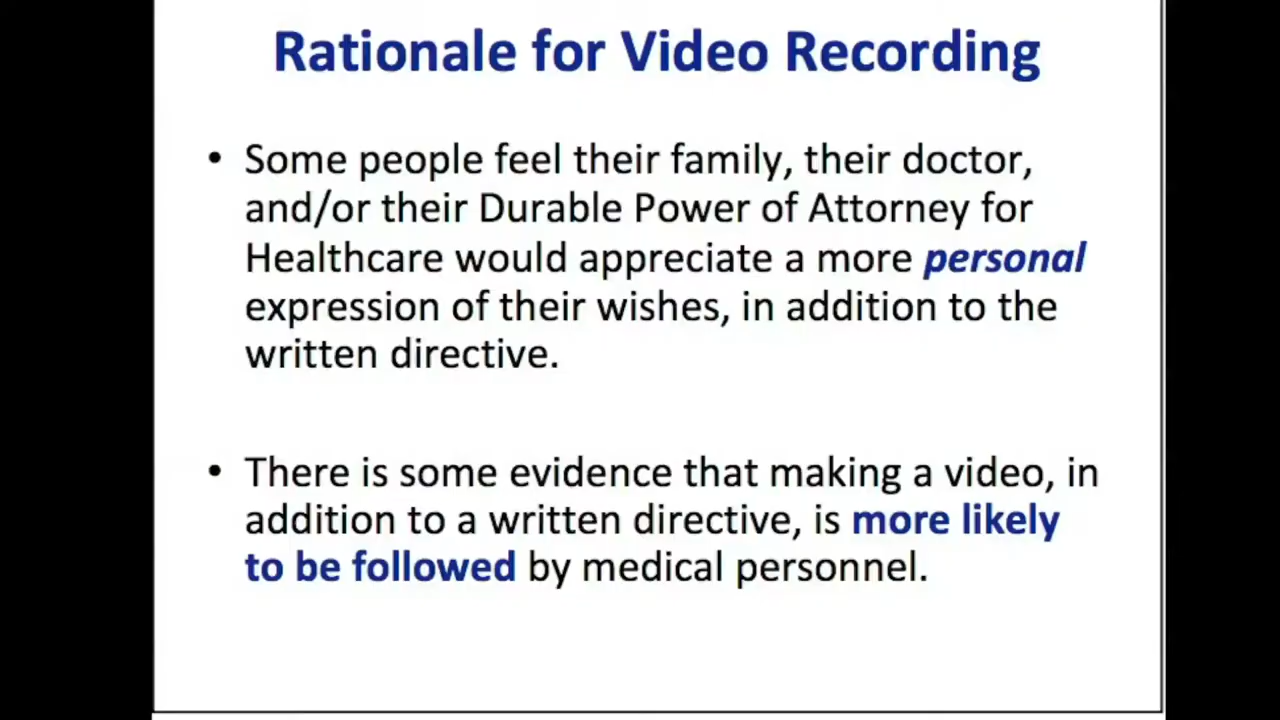 Rationale for Video Recording
• Some people feel their family, their doctor,
and/or their Durable Power of Attorney for
Healthcare would appreciate a more personal
expression of their wishes, in addition to the
written directive.
• There is some evidence that making a video, in
addition to a written directive, is more likely
to be followed by medical personnel.